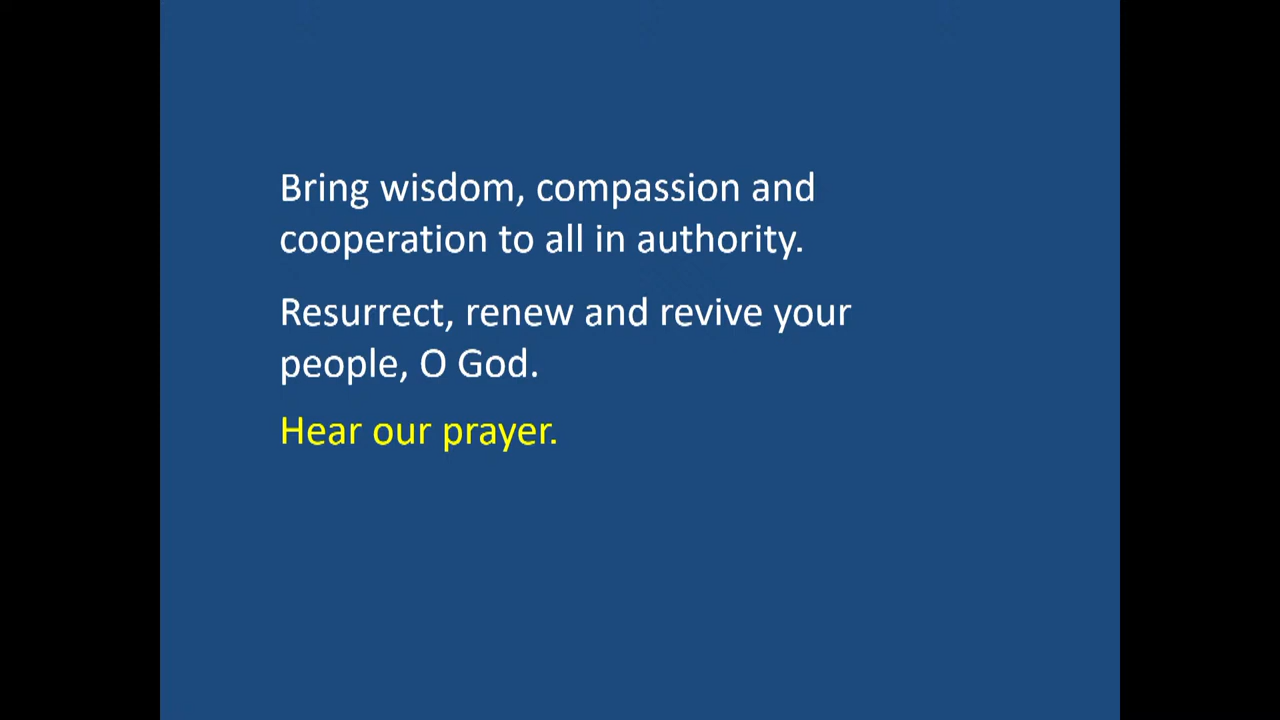 Bring wisdom, compassion and
cooperation to all in authority.
Resurrect, renew and revive your
people, O God.
Hear our prayer.